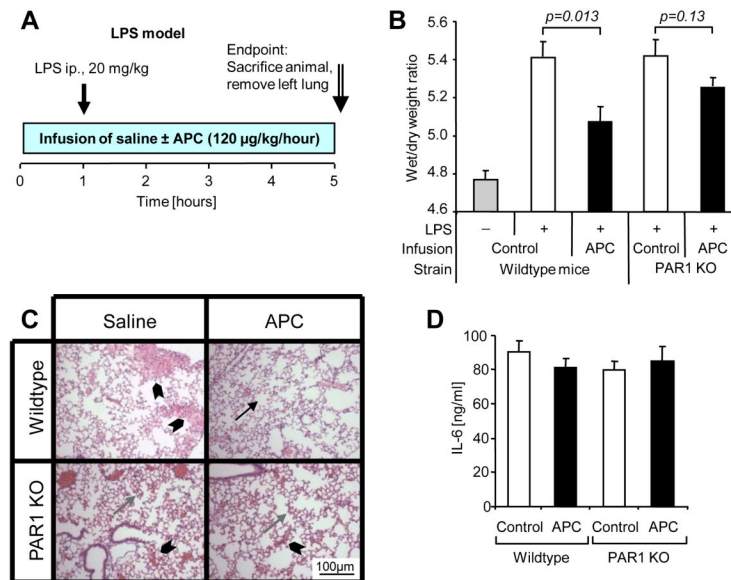 A
LPS model
LPS ip., 20 mg/kg
Endpoint:
Sacrifice animal,
remove left lung
Infusion of saline ± APC (120 µg/kg/hour)
0 1 2 3 4 5
Time [hours]
B
p=0.013 p=0.13
Wet/dry weight ratio
5.6
5.4
5.2
5.0
4.8
4.6
LPS – + + + +
Infusion Control APC Control APC
Strain Wildtype mice PAR1 KO
C
Saline APC
Wildtype
PAR1 KO
100µm
D
IL-6 [ng/ml]
100
80
60
40
20
0
Control APC Control APC
Wildtype PAR1 KO